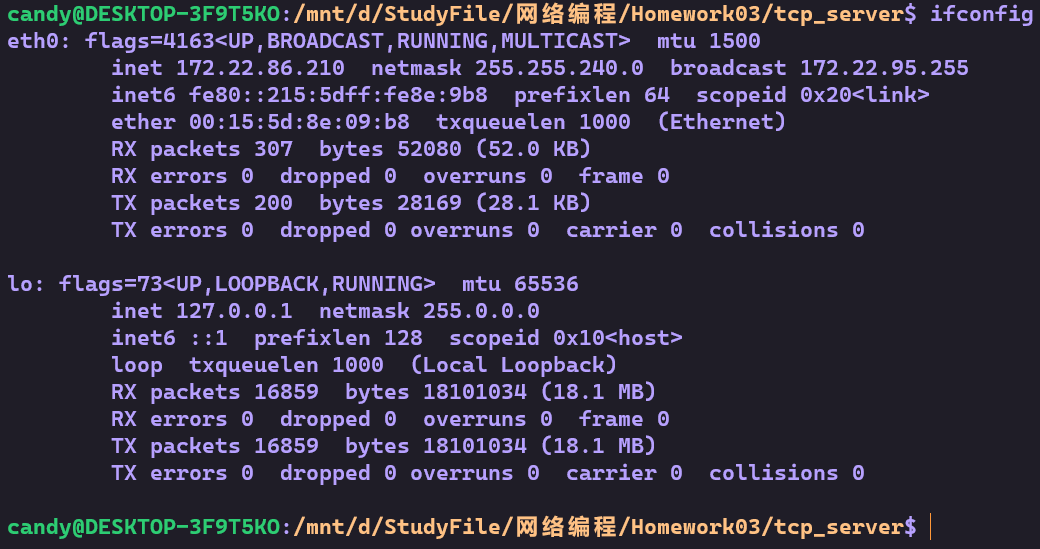 candy@DESKTOP-3F9T5KO:/mnt/d/StudyFile/网络编程/Homework03/tcp_server$ ifconfig
eth0: flags=4163<UP,BROADCAST,RUNNING,MULTICAST>  mtu 1500
        inet 172.22.86.210  netmask 255.255.240.0  broadcast 172.22.95.255
        inet6 fe80::215:5dff:fe8e:9b8  prefixlen 64  scopeid 0x20<link>
        ether 00:15:5d:8e:09:b8  txqueuelen 1000  (Ethernet)
        RX packets 307  bytes 52080 (52.0 KB)
        RX errors 0  dropped 0  overruns 0  frame 0
        TX packets 200  bytes 28169 (28.1 KB)
        TX errors 0  dropped 0 overruns 0  carrier 0  collisions 0

lo: flags=73<UP,LOOPBACK,RUNNING>  mtu 65536
        inet 127.0.0.1  netmask 255.0.0.0
        inet6 ::1  prefixlen 128  scopeid 0x10<host>
        loop  txqueuelen 1000  (Local Loopback)
        RX packets 16859  bytes 18101034 (18.1 MB)
        RX errors 0  dropped 0  overruns 0  frame 0
        TX packets 16859  bytes 18101034 (18.1 MB)
        TX errors 0  dropped 0 overruns 0  carrier 0  collisions 0

candy@DESKTOP-3F9T5KO:/mnt/d/StudyFile/网络编程/Homework03/tcp_server$